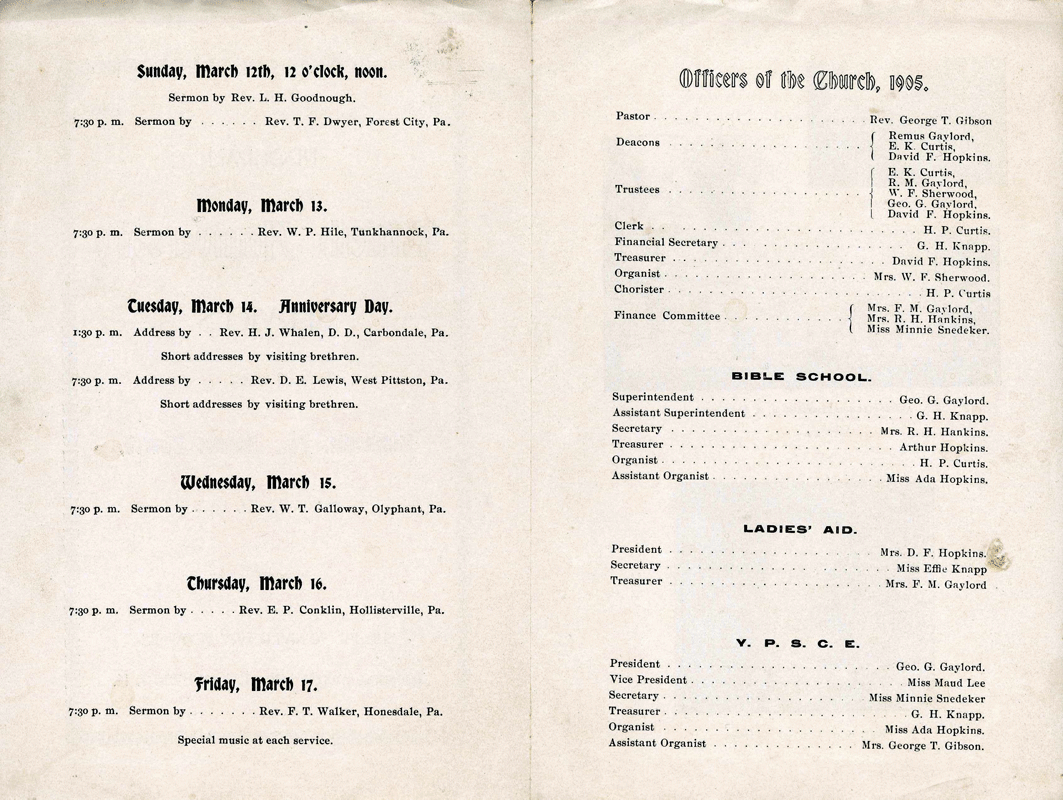 Sunday, March 12th, 12 o'clock, noon.
Sermon by Rev. L. H. Goodnough.
7:30 p. m. Sermon by . . . . . . Rev. T. F. Dwyer, Forest City, Pa.
Monday, March 13.
7:30 p. m. Sermon by . . . . . . Rev. W. P. Hile, Tunkhannock, Pa.
Tuesday, March 14. Anniversary Day.
1:30 p. m. Address by . . Rev. H. J. Whalen, D. D., Carbondale, Pa.
Short addresses by visiting brethren.
7:30 p. m. Address by . . . . . Rev. D. E. Lewis, West Pittston, Pa.
Short addresses by visiting brethren.
Wednesday, March 15.
7:30 p. m. Sermon by . . . . . . Rev. W. T. Galloway, Olyphant, Pa.
Thursday, March 16.
7:30 p. m. Sermon by . . . . . Rev. E. P. Conklin, Hollisterville, Pa.
Friday, March 17.
7:30 p. m. Sermon by . . . . . . . Rev. F. T. Walker, Honesdale, Pa.
Special music at each service.
Officers of the Church, 1905.
Pastor . . . . . Rev. George T. Gibson
Deacons . . . . . { Remus Gaylord,
E. K. Curtis,
David F. Hopkins.
Trustees . . . . . { E. K. Curtis,
R. M. Gaylord,
W. F. Sherwood,
Geo. G. Gaylord,
David F. Hopkins.
Clerk . . . . . H. P. Curtis.
Financial Secretary . . . . . G. H. Knapp.
Treasurer . . . . . David F. Hopkins.
Organist . . . . . Mrs. W. F. Sherwood.
Chorister . . . . . H. P. Curtis
Finance Committee . . . . . { Mrs. F. M. Gaylord,
Mrs. R. H. Hankins,
Miss Minnie Snedeker.
BIBLE SCHOOL.
Superintendent . . . . . Geo. G. Gaylord.
Assistant Superintendent . . . . . G. H. Knapp.
Secretary . . . . . Mrs. R. H. Hankins.
Treasurer . . . . . Arthur Hopkins.
Organist . . . . . H. P. Curtis.
Assistant Organist . . . . . Miss Ada Hopkins.
LADIES' AID.
President . . . . . Mrs. D. F. Hopkins.
Secretary . . . . . Miss Effie Knapp
Treasurer . . . . . Mrs. F. M. Gaylord
Y. P. S. C. E.
President . . . . . Geo. G. Gaylord.
Vice President . . . . . Miss Maud Lee
Secretary . . . . . Miss Minnie Snedeker
Treasurer . . . . . G. H. Knapp.
Organist . . . . . Miss Ada Hopkins.
Assistant Organist . . . . . Mrs. George T. Gibson.